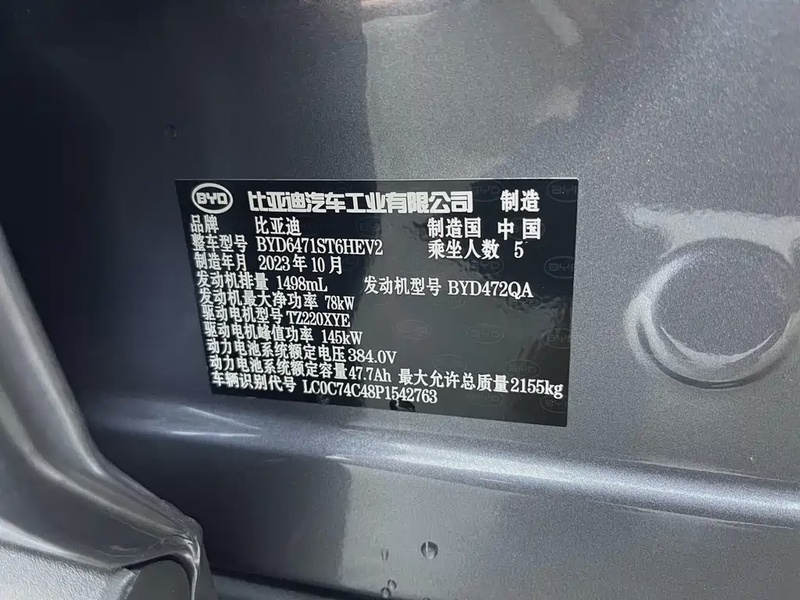 BYD 比亚迪汽车工业有限公司 制造
品牌 比亚迪 制造国 中国
整车型号 BYD6471ST6HEV2 乘坐人数 5
制造年月 2023年10月
发动机排量 1498mL 发动机型号 BYD472QA
发动机最大净功率 78kW
驱动电机型号 TZ220XYE
驱动电机峰值功率 145kW
动力电池系统额定电压 384.0V
动力电池系统额定容量 47.7Ah 最大允许总质量 2155kg
车辆识别代号 LC0C74C48P1542763